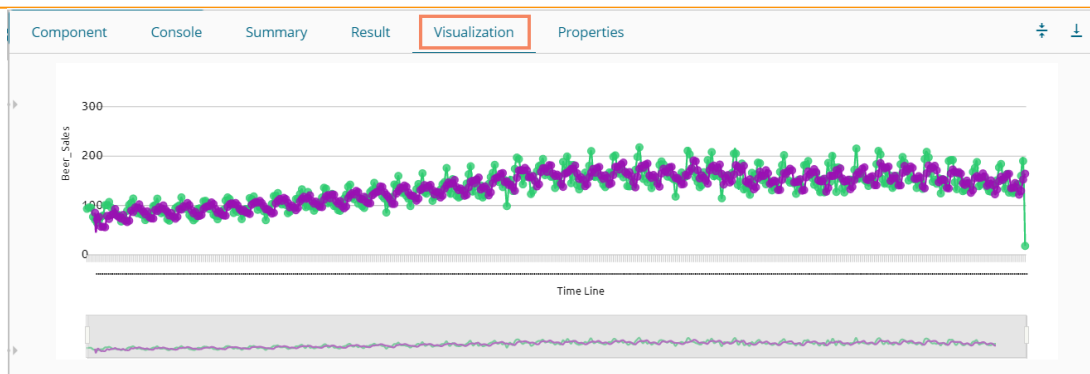 Component Console Summary Result Visualization Properties
300
200
100
0
Beer_Sales
Time Line